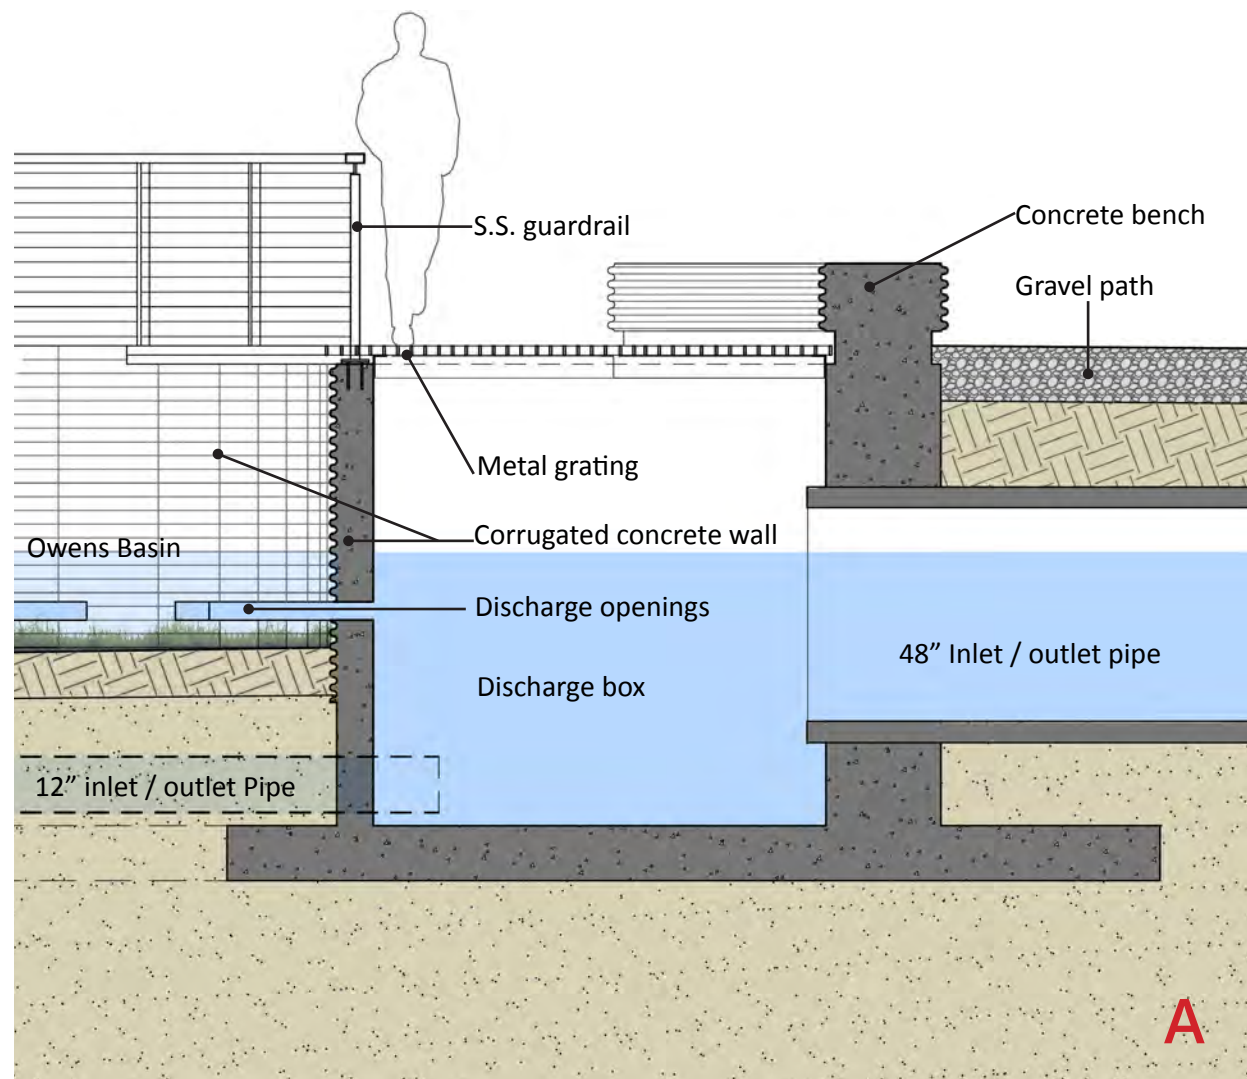 S.S. guardrail
Concrete bench
Gravel path
Metal grating
Corrugated concrete wall
Owens Basin
Discharge openings
48” Inlet / outlet pipe
Discharge box
12” inlet / outlet Pipe
A